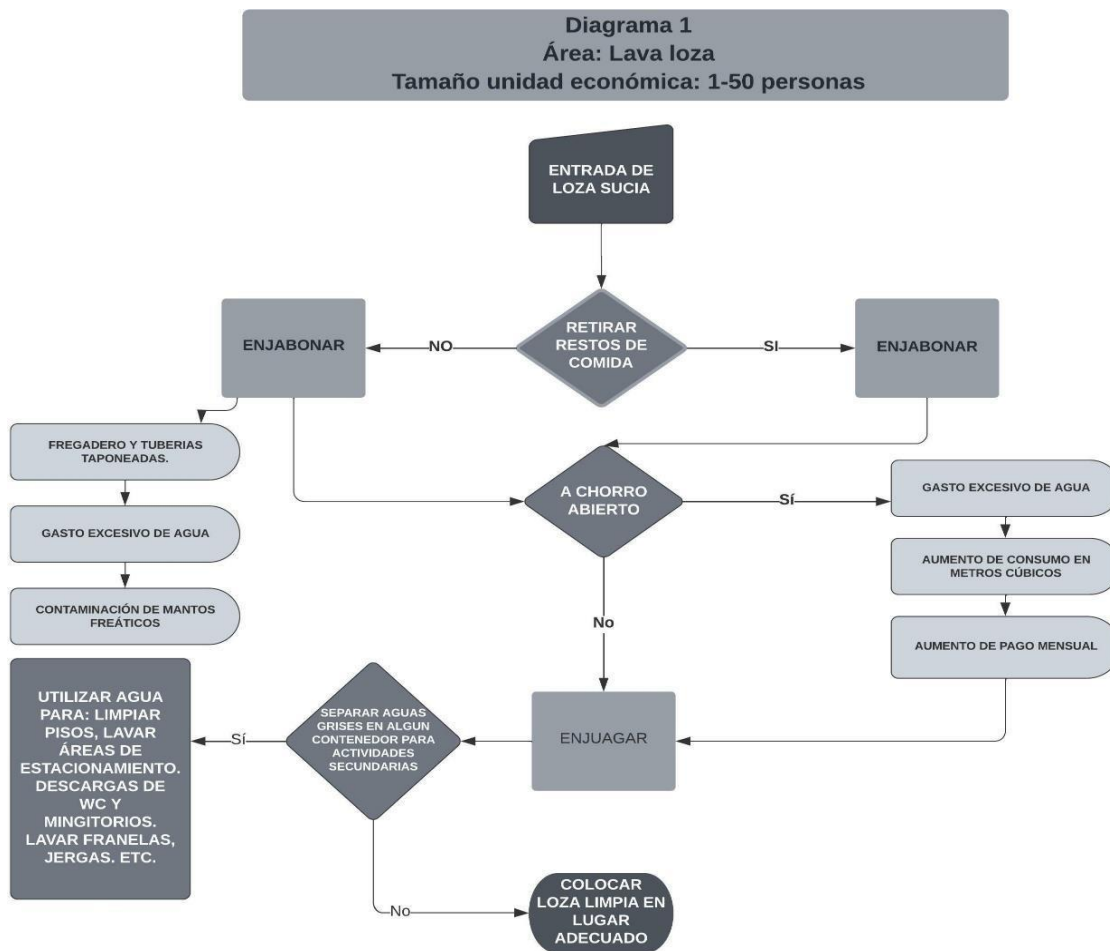 Diagrama 1
Área: Lava loza
Tamaño unidad económica: 1-50 personas
ENTRADA DE
LOZA SUCIA
RETIRAR
RESTOS DE
COMIDA
NO
SI
ENJABONAR
ENJABONAR
FREGADERO Y TUBERIAS
TAPONEADAS.
GASTO EXCESIVO DE AGUA
CONTAMINACIÓN DE MANTOS
FREÁTICOS
A CHORRO
ABIERTO
Sí
No
GASTO EXCESIVO DE AGUA
AUMENTO DE CONSUMO EN
METROS CÚBICOS
AUMENTO DE PAGO MENSUAL
ENJUAGAR
SEPARAR AGUAS
GRISES EN ALGUN
CONTENEDOR PARA
ACTIVIDADES
SECUNDARIAS
Sí
UTILIZAR AGUA
PARA: LIMPIAR
PISOS, LAVAR
ÁREAS DE
ESTACIONAMIENTO.
DESCARGAS DE
WC Y
MINGITORIOS.
LAVAR FRANELAS,
JERGAS. ETC.
No
COLOCAR
LOZA LIMPIA EN
LUGAR
ADECUADO